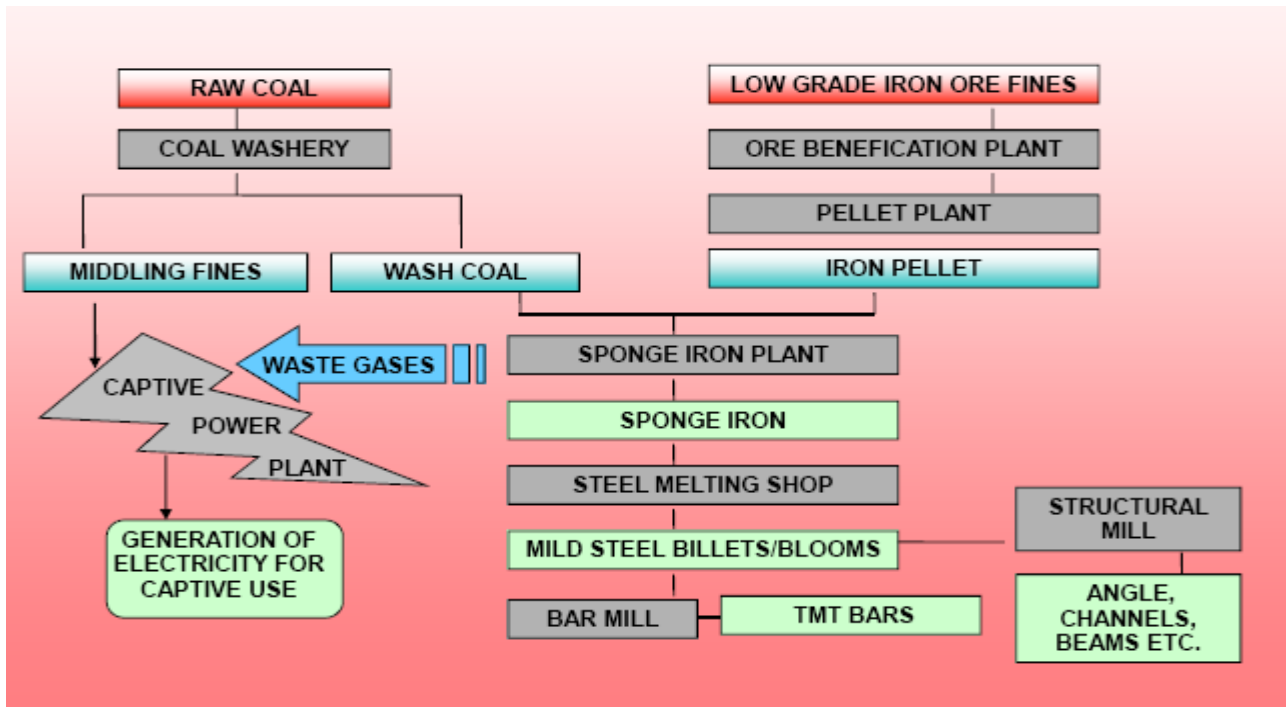 RAW COAL
LOW GRADE IRON ORE FINES
COAL WASHERY
ORE BENEFICATION PLANT
PELLET PLANT
MIDDLING FINES
WASH COAL
IRON PELLET
WASTE GASES
SPONGE IRON PLANT
CAPTIVE
POWER
PLANT
SPONGE IRON
STEEL MELTING SHOP
STRUCTURAL
MILL
GENERATION OF
ELECTRICITY FOR
CAPTIVE USE
MILD STEEL BILLETS/BLOOMS
BAR MILL
TMT BARS
ANGLE,
CHANNELS,
BEAMS ETC.